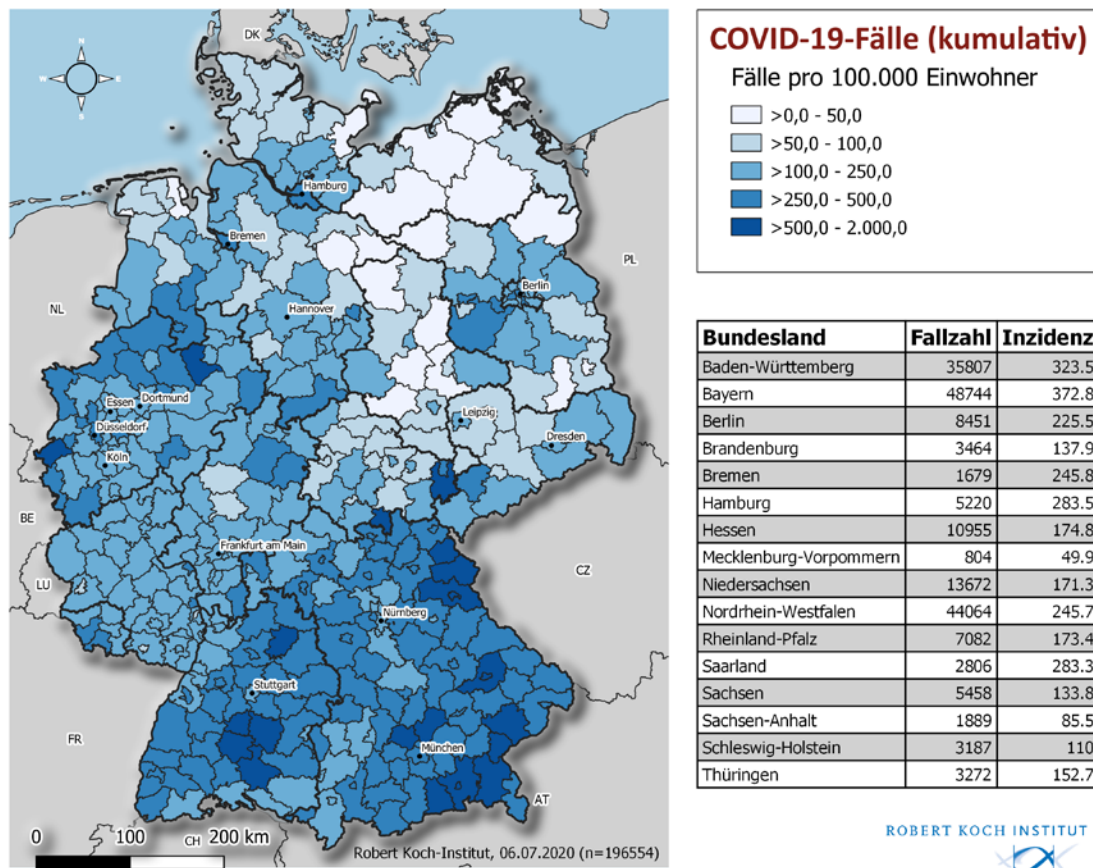 DK
N
W
E
S
Hamburg
Bremen
PL
Berlin
NL
Hannover
Essen
Dortmund
Düsseldorf
Leipzig
Dresden
Köln
BE
Frankfurt am Main
LU
CZ
Nürnberg
Stuttgart
FR
München
AT
CH
0 100 200 km
Robert Koch-Institut, 06.07.2020 (n=196554)
COVID-19-Fälle (kumulativ)
Fälle pro 100.000 Einwohner
>0,0 - 50,0
>50,0 - 100,0
>100,0 - 250,0
>250,0 - 500,0
>500,0 - 2.000,0
Bundesland Fallzahl Inzidenz
Baden-Württemberg 35807 323.5
Bayern 48744 372.8
Berlin 8451 225.5
Brandenburg 3464 137.9
Bremen 1679 245.8
Hamburg 5220 283.5
Hessen 10955 174.8
Mecklenburg-Vorpommern 804 49.9
Niedersachsen 13672 171.3
Nordrhein-Westfalen 44064 245.7
Rheinland-Pfalz 7082 173.4
Saarland 2806 283.3
Sachsen 5458 133.8
Sachsen-Anhalt 1889 85.5
Schleswig-Holstein 3187 110
Thüringen 3272 152.7
ROBERT KOCH INSTITUT